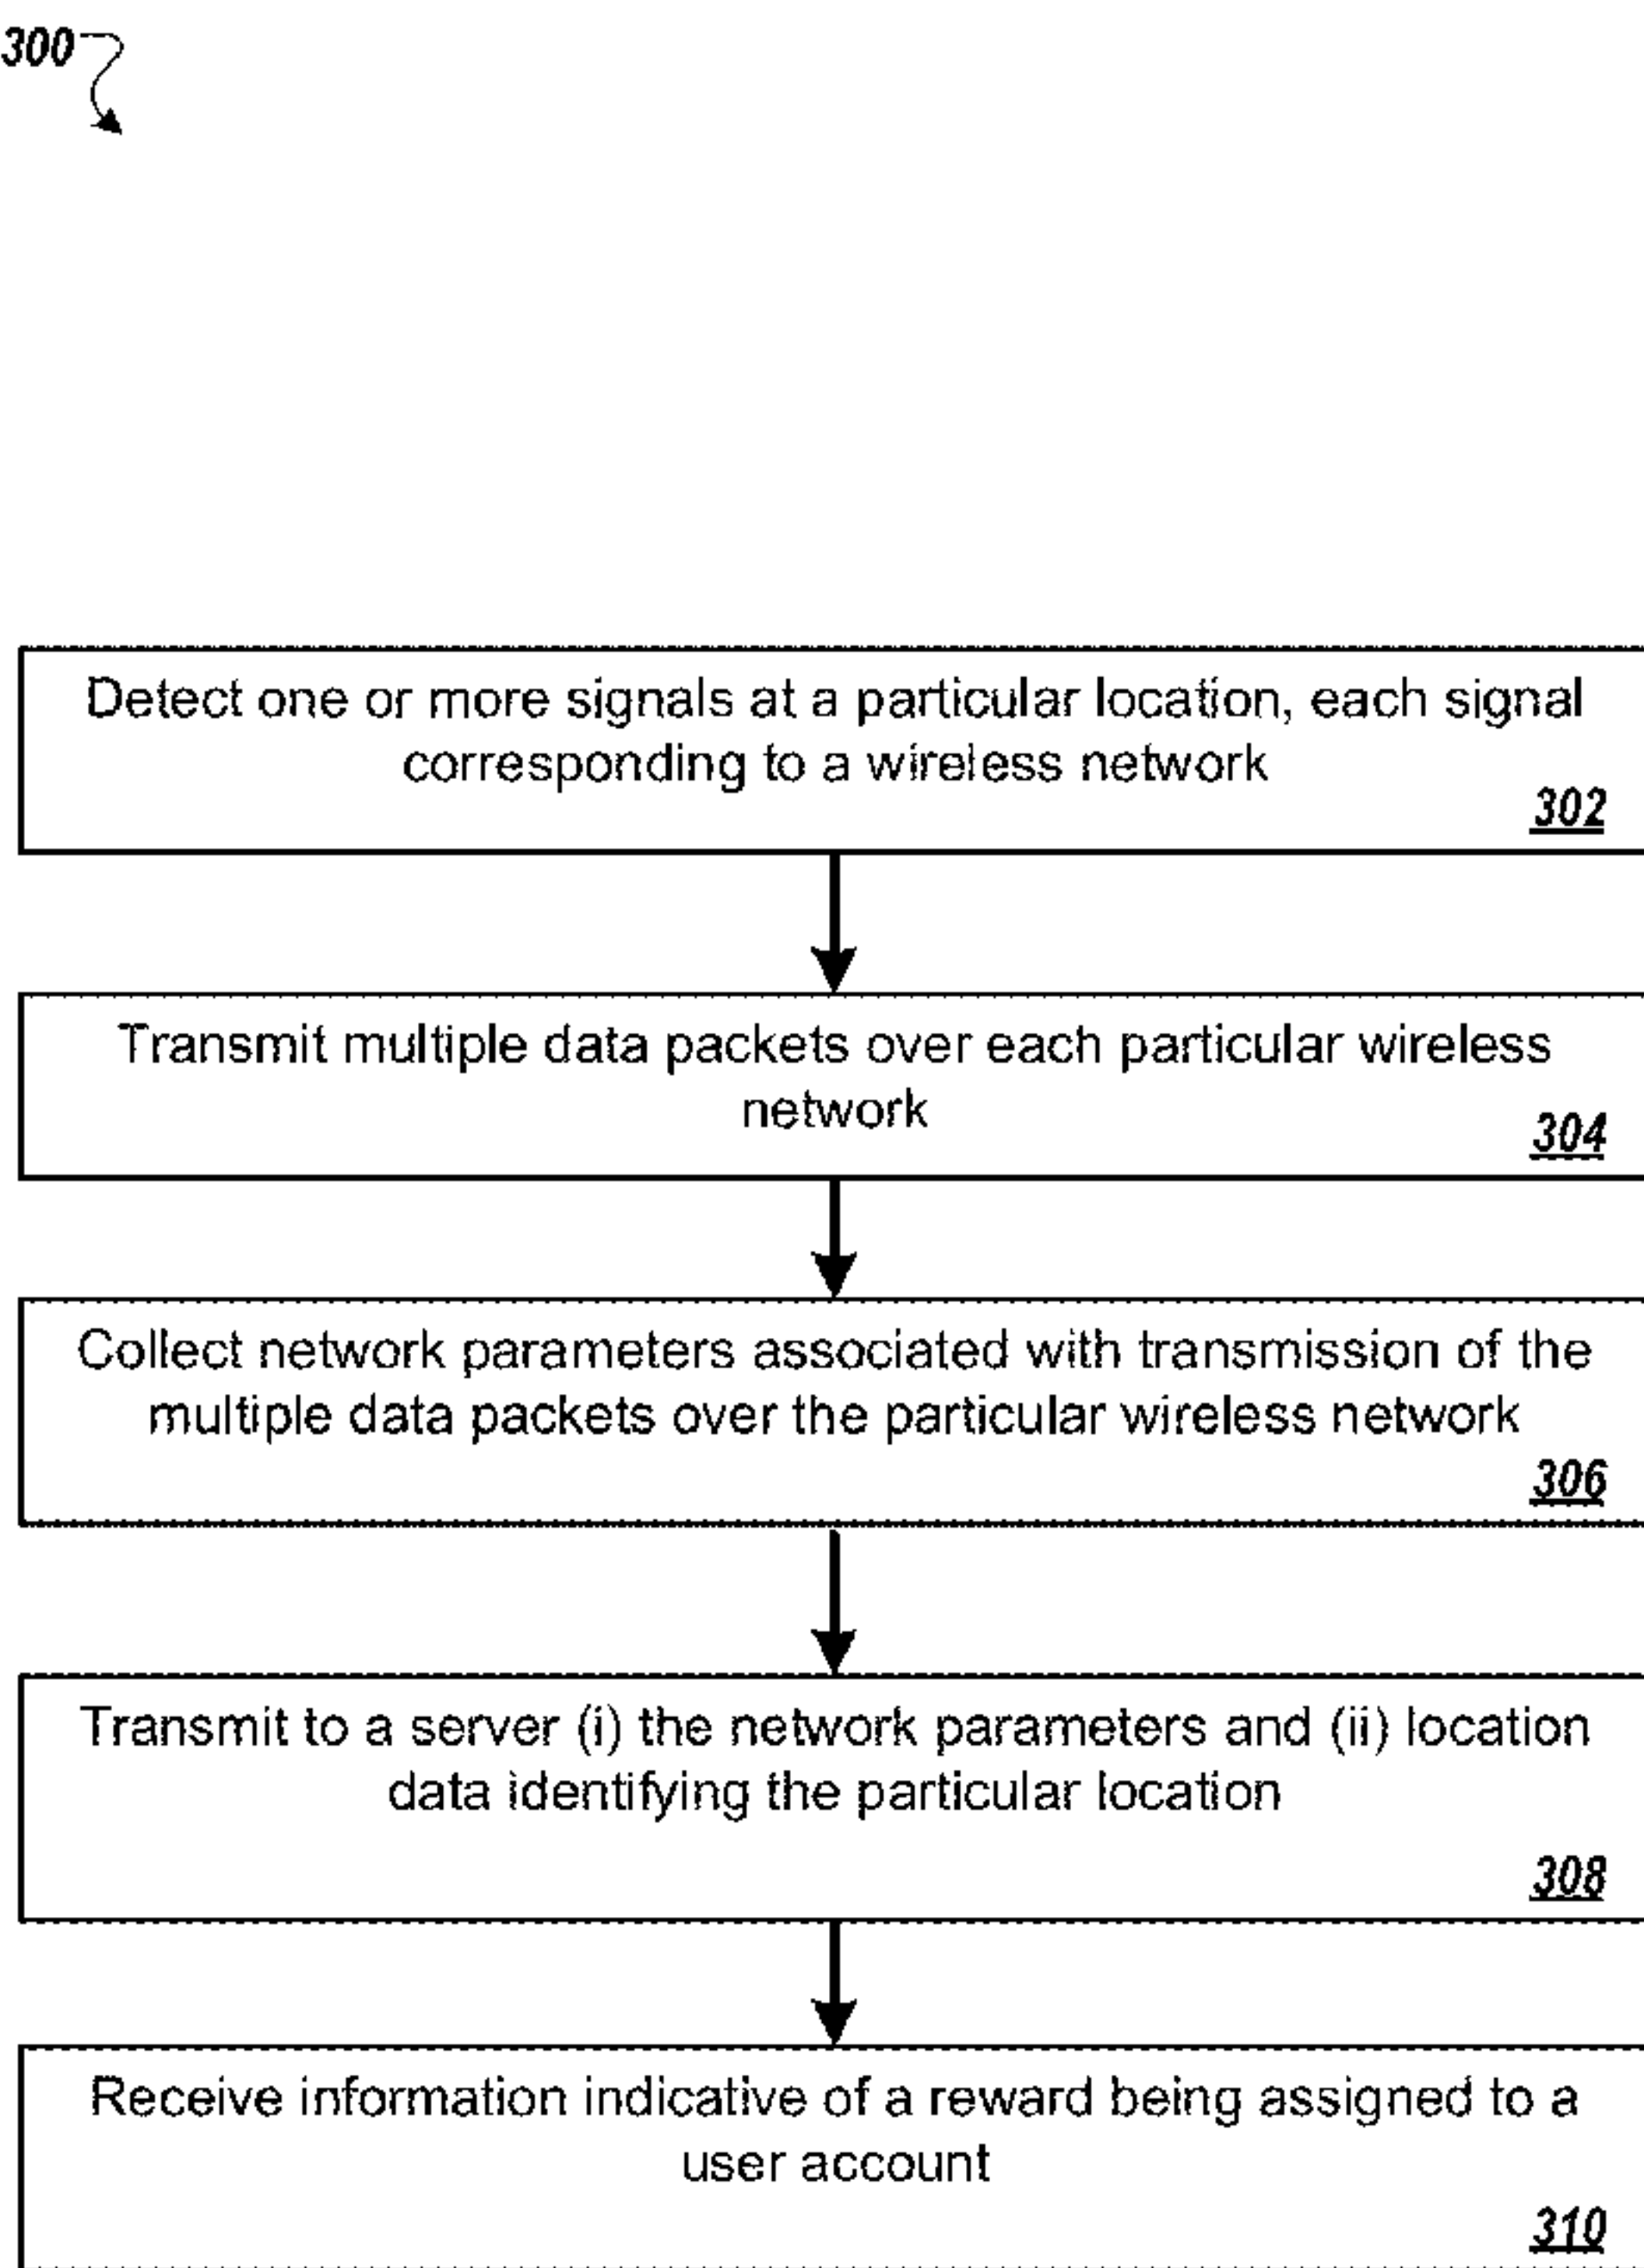 300
Detect one or more signals at a particular location, each signal
corresponding to a wireless network
302
Transmit multiple data packets over each particular wireless
network
304
Collect network parameters associated with transmission of the
multiple data packets over the particular wireless network
306
Transmit to a server (i) the network parameters and (ii) location
data identifying the particular location
308
Receive information indicative of a reward being assigned to a
user account
310